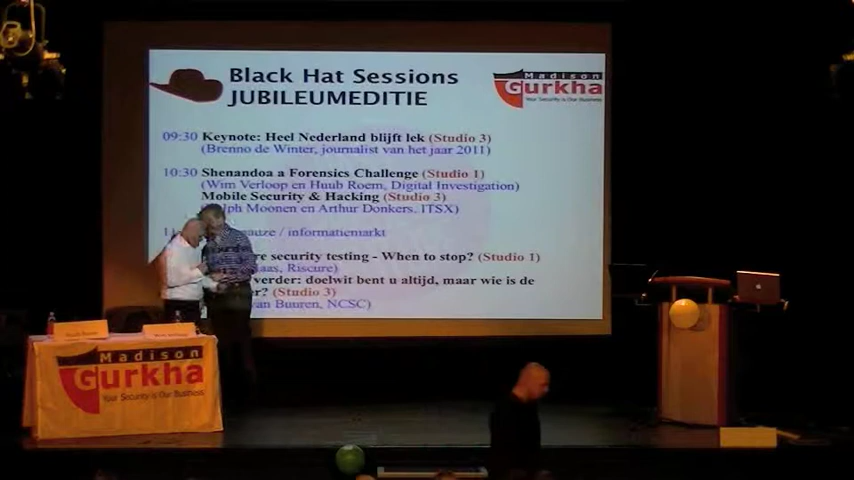 Black Hat Sessions
JUBILEUMEDITIE
MADISON
Gurkha
Your Security is Our Business
09:30 Keynote: Heel Nederland blijft lek (Studio 3)
(Brenno de Winter, journalist van het jaar 2011)
10:30 Shenandoa a Forensics Challenge (Studio 1)
(Wim Verloop en Huub Roem, Digital Investigation)
Mobile Security & Hacking (Studio 3)
Moonen en Arthur Donkers, ITSX)
/ informatiemarkt
security testing - When to stop? (Studio 1)
Riscure)
verder: doelwit bent u altijd, maar wie is de
(Studio 3)
van Buuren, NCSC)
Madison
Gurkha
Your Security is Our Business